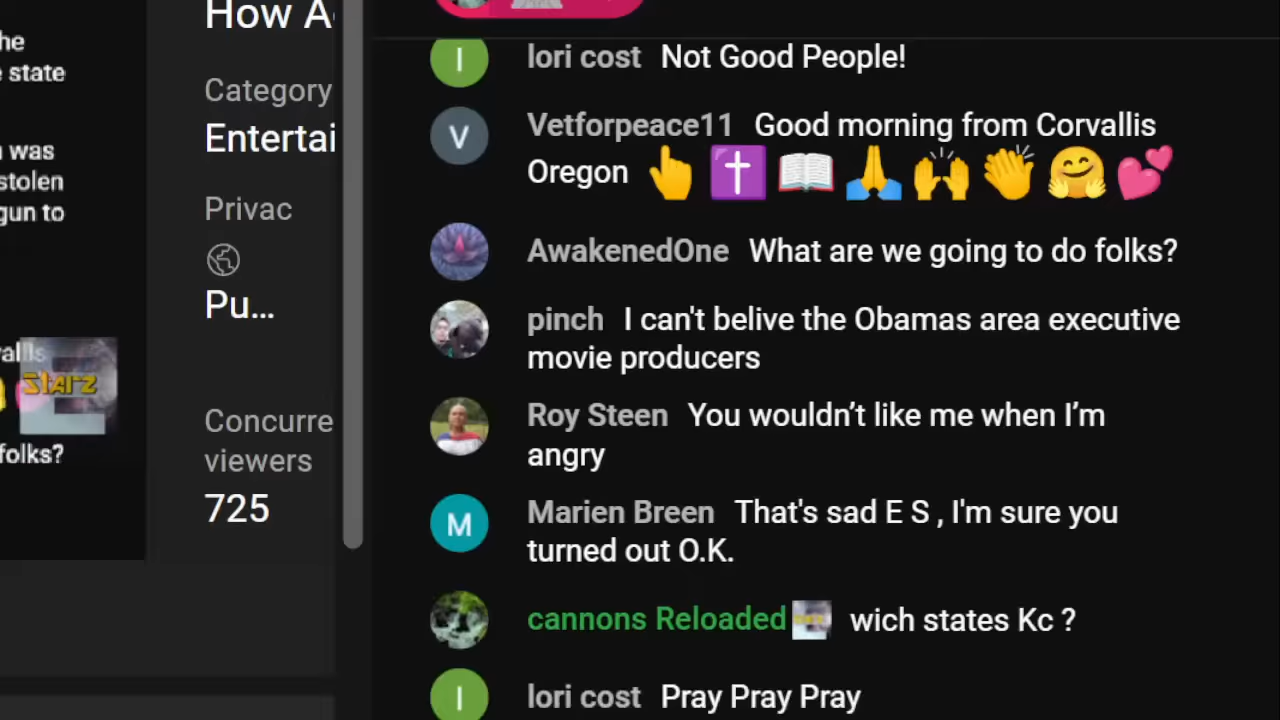 he
state
was
stolen
gun to
Starz
folks?
How A
Category
Entertai
Privac
Pu...
Concurre
viewers
725
I lori cost Not Good People!
V Vetforpeace11 Good morning from Corvallis
Oregon 👆 ✝️ 📖 🙏 🙌 👏 🤗 💕
AwakenedOne What are we going to do folks?
pinch I can't belive the Obamas area executive
movie producers
Roy Steen You wouldn’t like me when I’m
angry
M Marien Breen That's sad E S , I'm sure you
turned out O.K.
cannons Reloaded wich states Kc ?
I lori cost Pray Pray Pray